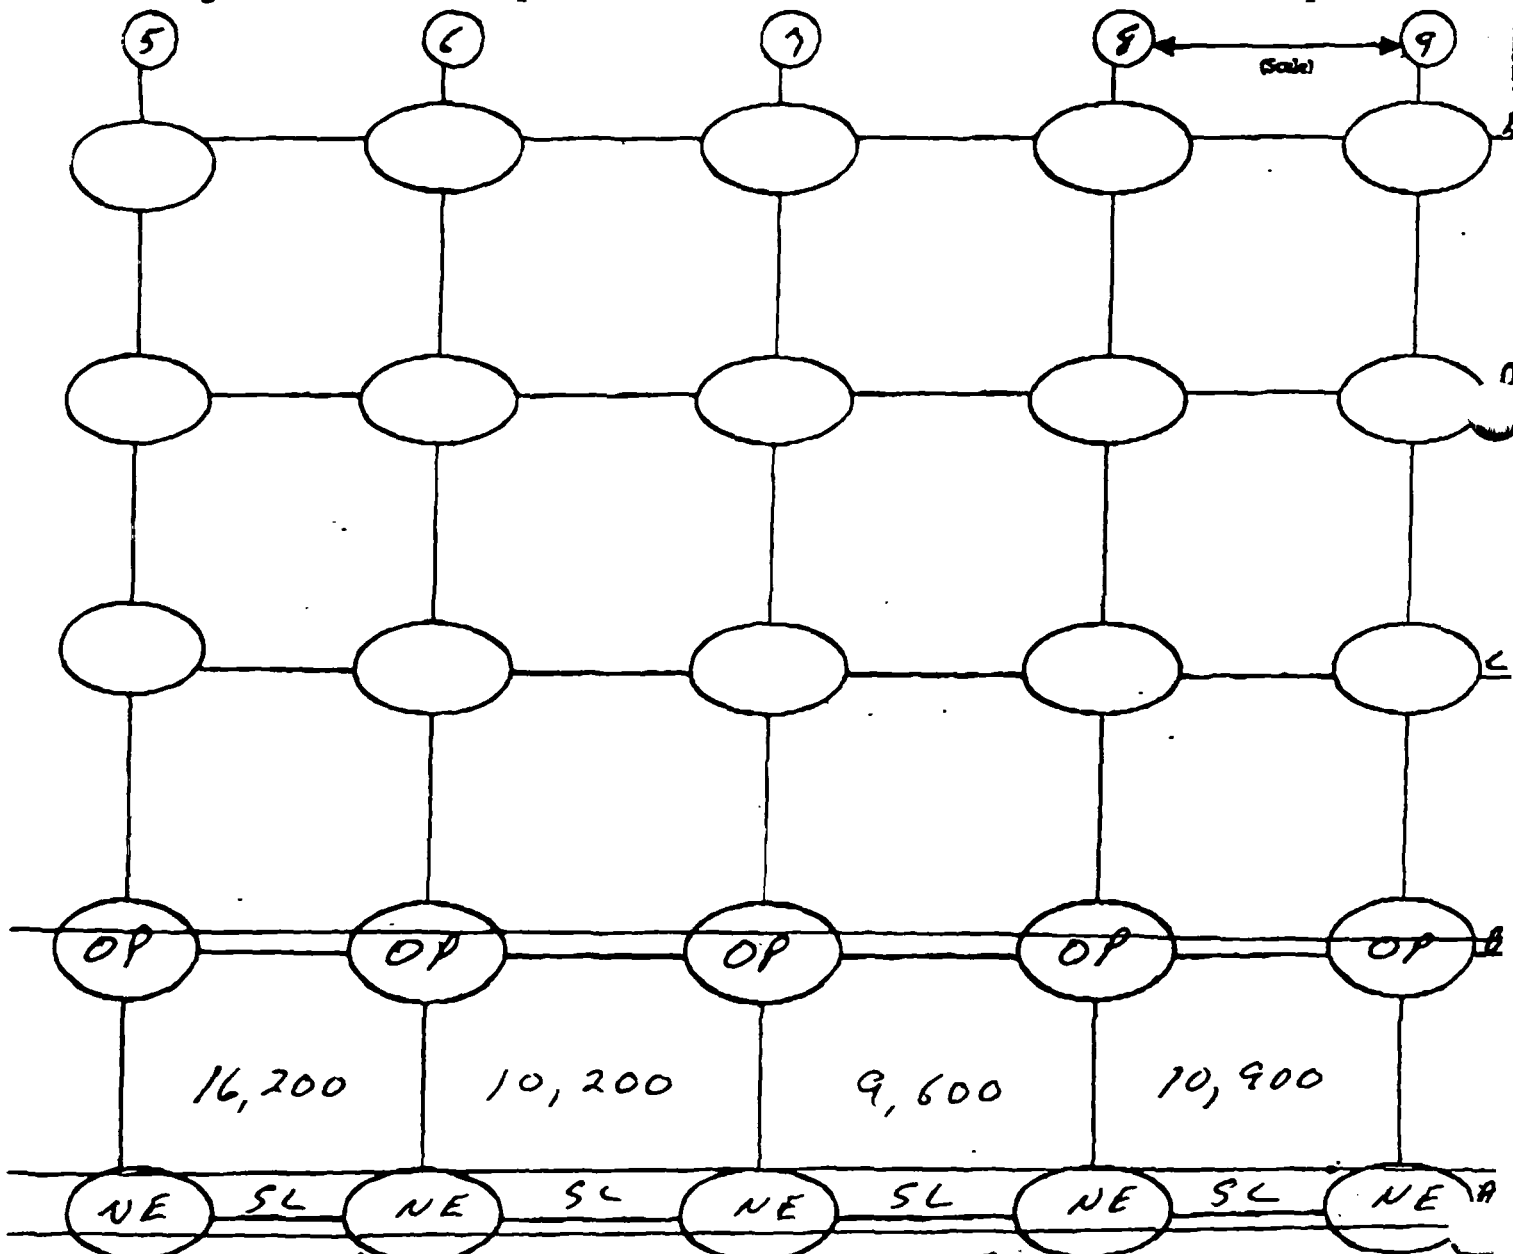 5 6 7 8 9
(Scale)
C
OP OP OP OP OP B
16,200 10,200 9,600 10,900
NE SL NE SL NE SL NE SL NE A